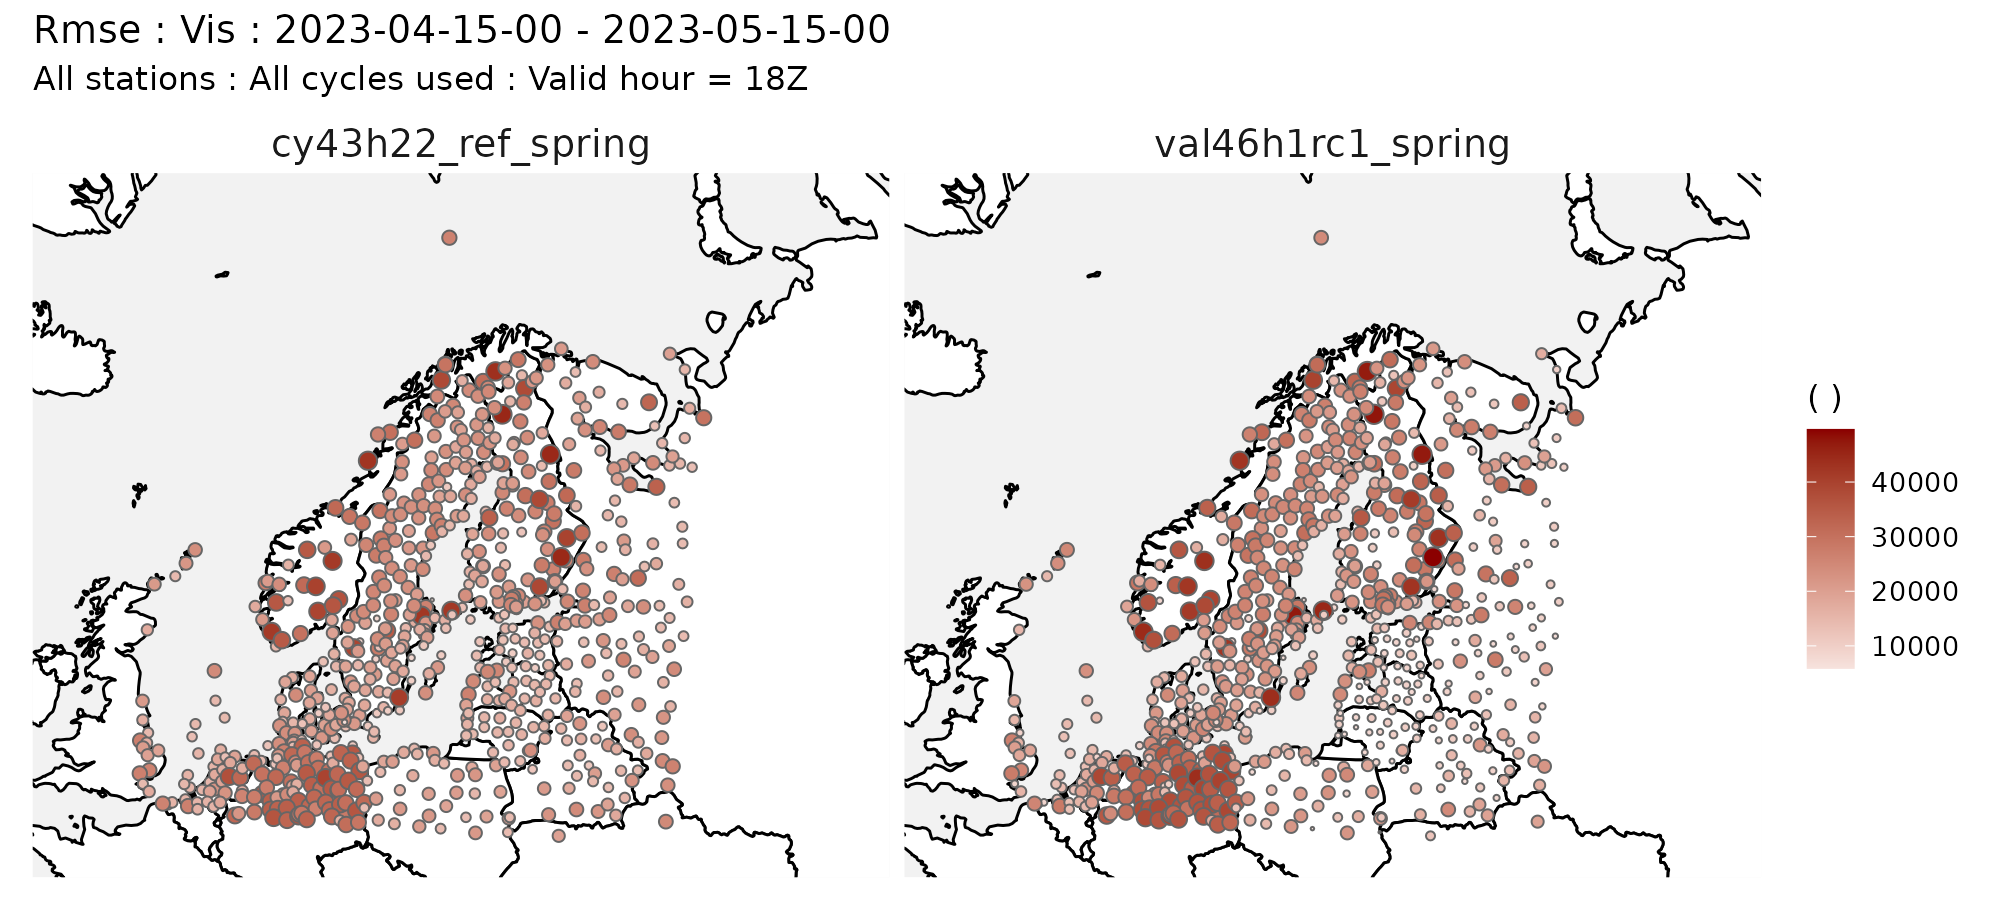 Rmse : Vis : 2023-04-15-00 - 2023-05-15-00
All stations : All cycles used : Valid hour = 18Z
cy43h22_ref_spring
val46h1rc1_spring
( )
40000
30000
20000
10000